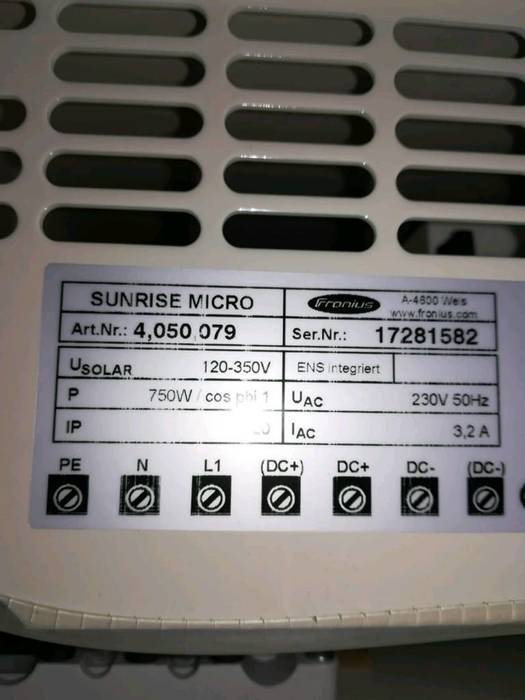 SUNRISE MICRO
Fronius
A-4600 Wels
www.fronius.com
Art.Nr.: 4,050,079
Ser.Nr.: 17281582
USOLAR 120-350V
ENS integriert
P 750W / cos phi 1
UAC 230V 50Hz
IP
IAC 3,2 A
PE N L1 (DC+) DC+ DC- (DC-)